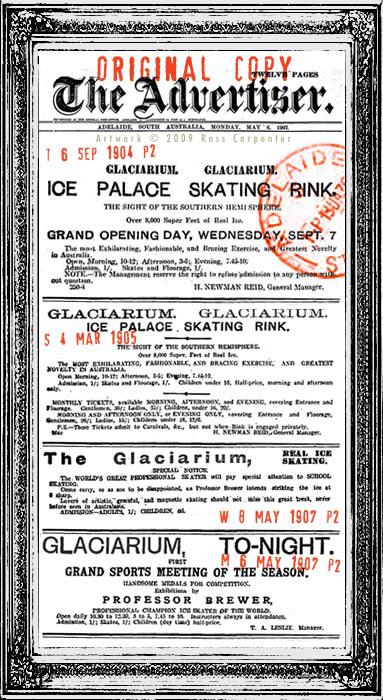 ORIGINAL COPY
TWELVE PAGES
The Advertiser.
ADELAIDE, SOUTH AUSTRALIA, MONDAY, MAY 6, 1907.
Artwork © 2009 Ross Carpenter
T 6 SEP 1904 P2
ADELAIDE
GLACIARIUM. GLACIARIUM.
ICE PALACE SKATING RINK.
THE SIGHT OF THE SOUTHERN HEMISPHERE.
Over 8,000 Super Feet of Real Ice.
GRAND OPENING DAY, WEDNESDAY, SEPT. 7
The most Exhilarating, Fashionable, and Bracing Exercise, and Greatest Novelty
in Australia.
Open, Morning, 10-12; Afternoon, 3-5; Evening, 7.45-10;
Admission, 1/, Skates and Floorage, 1/.
NOTE.—The Management reserve the right to refuse admission to any person with-
out question.
250-4 H. NEWMAN REID, General Manager.
GLACIARIUM. GLACIARIUM.
ICE PALACE SKATING RINK.
S 4 MAR 1905
THE SIGHT OF THE SOUTHERN HEMISPHERE.
Over 8,000 Super. Feet of Real Ice.
The MOST EXHILARATING, FASHIONABLE, AND BRACING EXERCISE, AND GREATEST
NOVELTY IN AUSTRALIA.
Open Morning, 10-12; Afternoon, 3-5; Evening, 7.45-10.
Admission, 1/; Skates and Floorage, 1/. Children under 16, Half-price, morning and afternoon
only.
MONTHLY TICKETS, available MORNING, AFTERNOON, and EVENING, covering Entrance and
Floorage. Gentlemen, 30/; Ladies, 25/; Children, under 16, 20/.
MORNING AND AFTERNOON ONLY, or EVENING ONLY, covering Entrance and Floorage,
Gentlemen, 20/; Ladies, 15/; Children under 16, 12/6.
P.S.—These Tickets admit to Carnivals, &c., but not when Rink is engaged privately.
H. NEWMAN REID, General Manager.
The Glaciarium, REAL ICE
SKATING.
SPECIAL NOTICE.
The WORLD'S GREAT PROFESSIONAL SKATER will pay special attention to SCHOOL
SKATING.
Come early, so as not to be disappointed, as Professor Brewer intends striking the ice at
8 sharp.
Lovers of artistic, graceful, and magnetic skating should not miss this great treat, never
before seen in Australasia.
ADMISSION—ADULTS, 1/; CHILDREN, 6d.
W 8 MAY 1907 P2
GLACIARIUM, TO-NIGHT.
M 6 MAY 1907 P2
FIRST
GRAND SPORTS MEETING OF THE SEASON.
HANDSOME MEDALS FOR COMPETITION.
Exhibitions by
PROFESSOR BREWER,
PROFESSIONAL CHAMPION ICE SKATER OF THE WORLD.
Open daily 10.30 to 12.30, 3 to 5, 7.45 to 10. Instructors always in attendance.
Admission, 1/; Skates, 1/; Children (day time) half-price.
T. A. LESLIE, Manager.